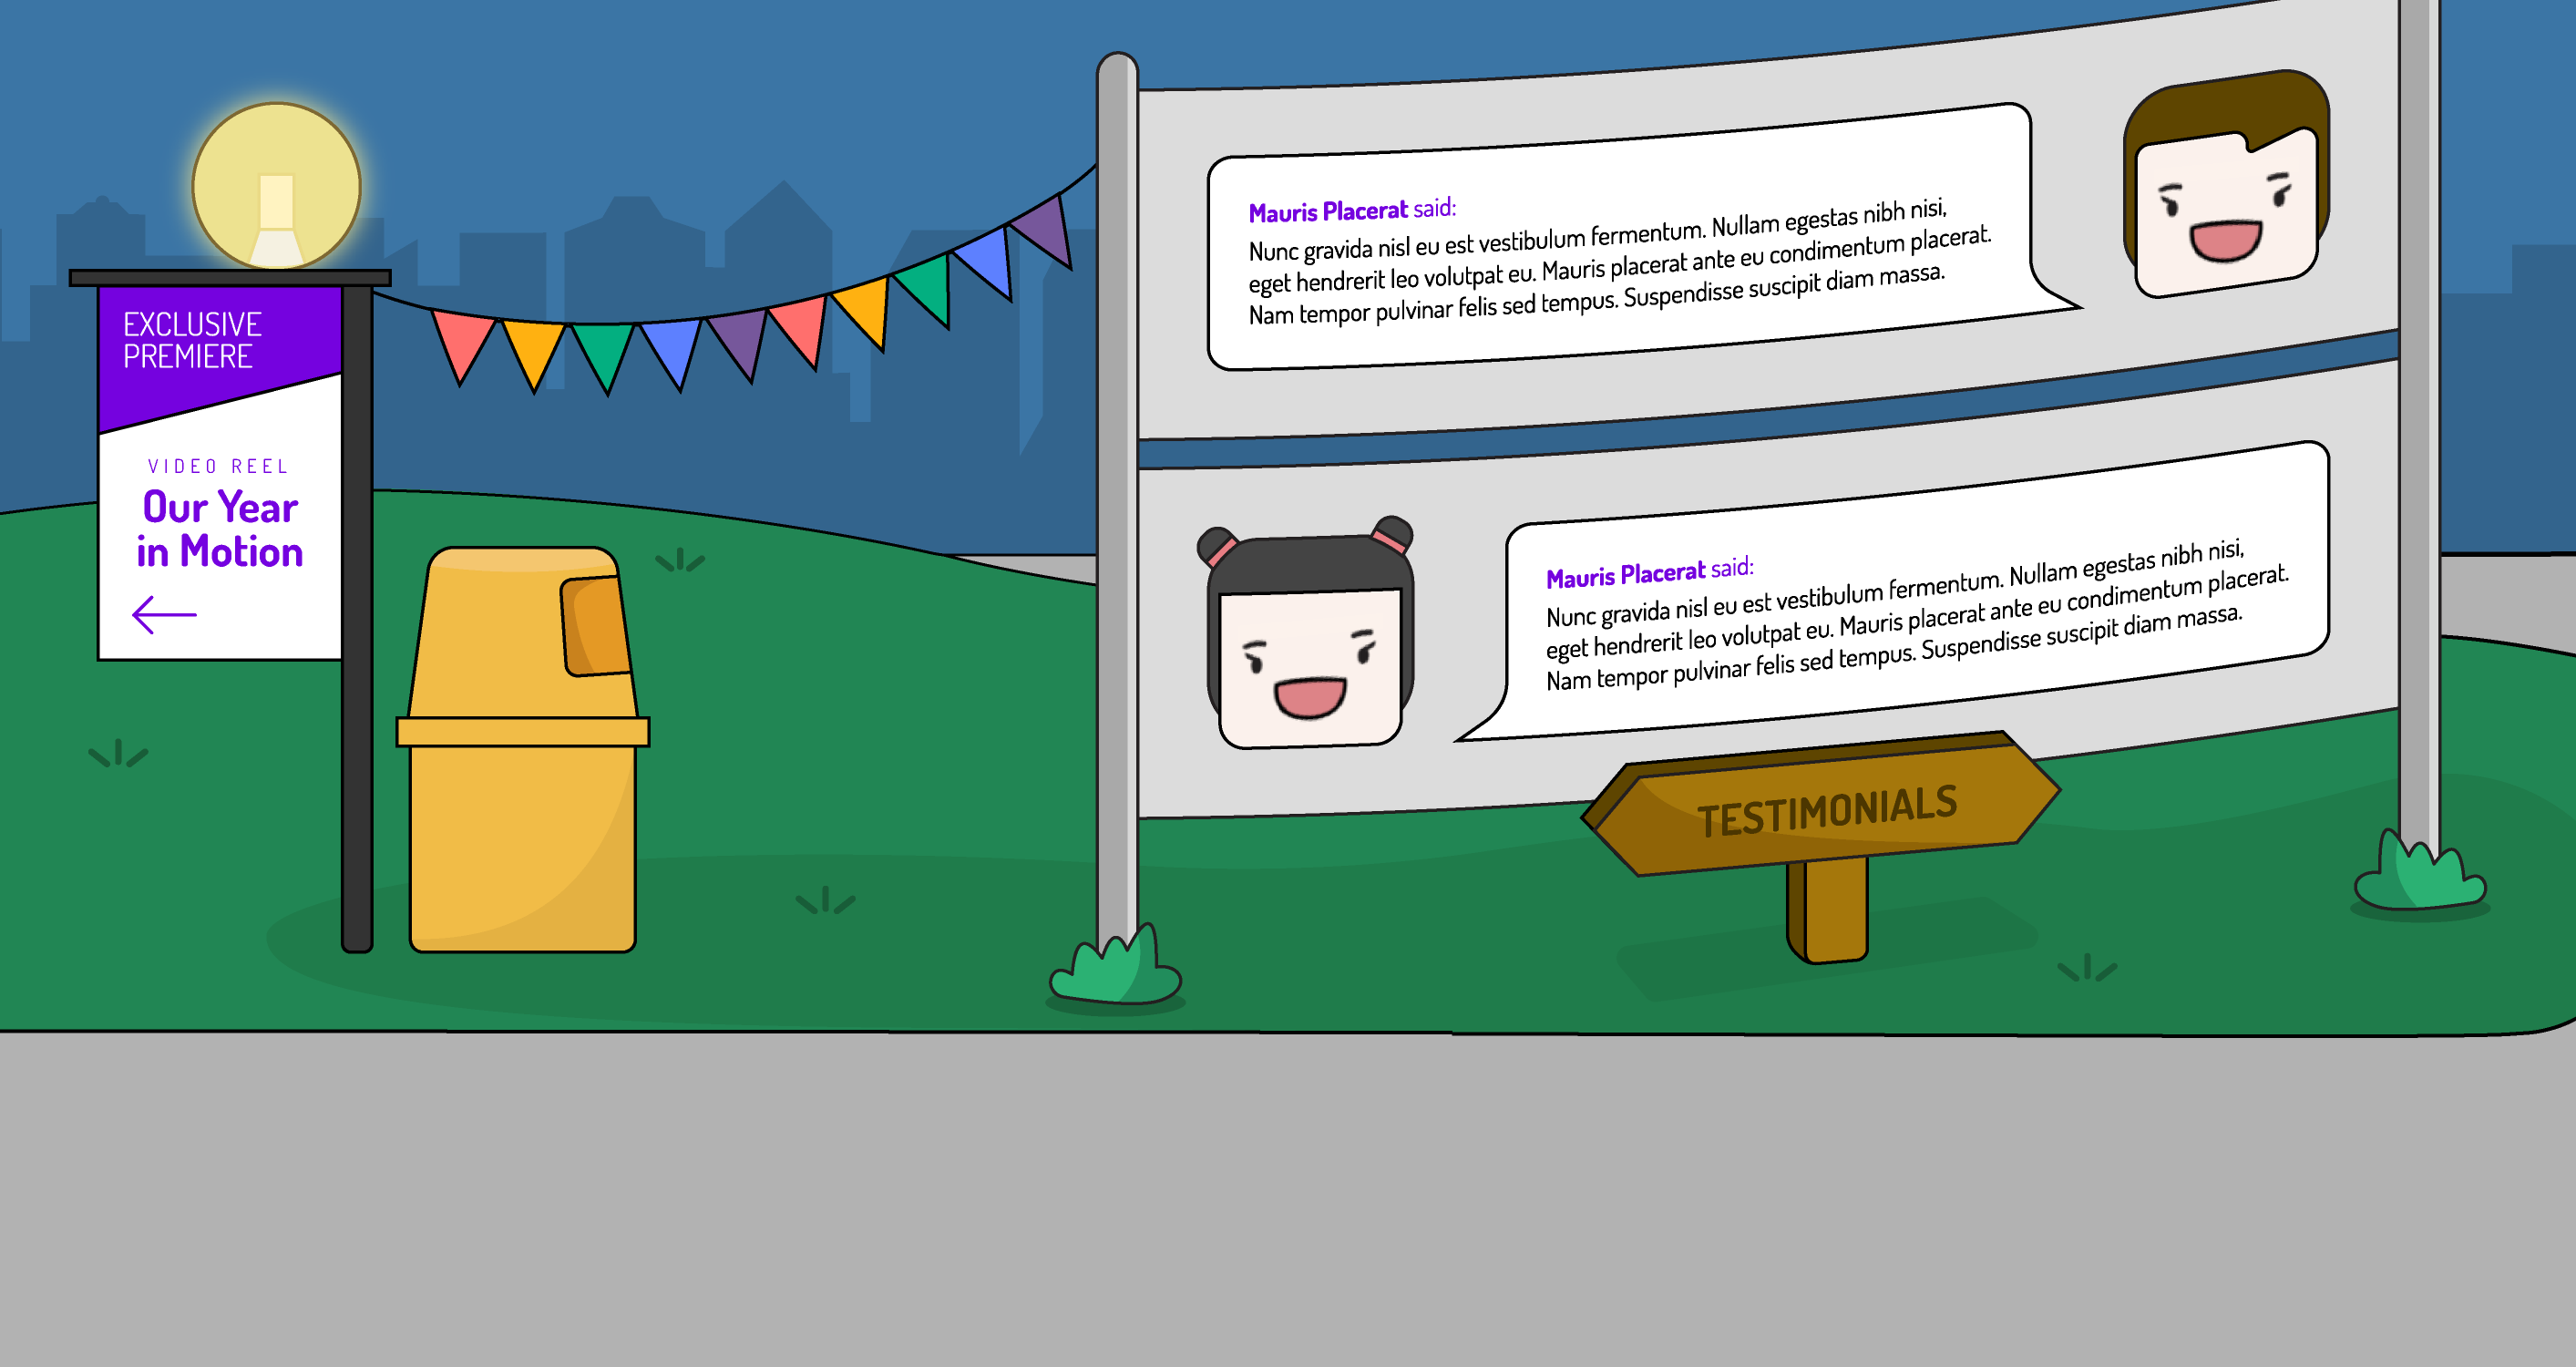 EXCLUSIVE
PREMIERE
VIDEO REEL
Our Year
in Motion
Mauris Placerat said:
Nunc gravida nisl eu est vestibulum fermentum. Nullam egestas nibh nisi,
eget hendrerit leo volutpat eu. Mauris placerat ante eu condimentum placerat.
Nam tempor pulvinar felis sed tempus. Suspendisse suscipit diam massa.
Mauris Placerat said:
Nunc gravida nisl eu est vestibulum fermentum. Nullam egestas nibh nisi,
eget hendrerit leo volutpat eu. Mauris placerat ante eu condimentum placerat.
Nam tempor pulvinar felis sed tempus. Suspendisse suscipit diam massa.
TESTIMONIALS